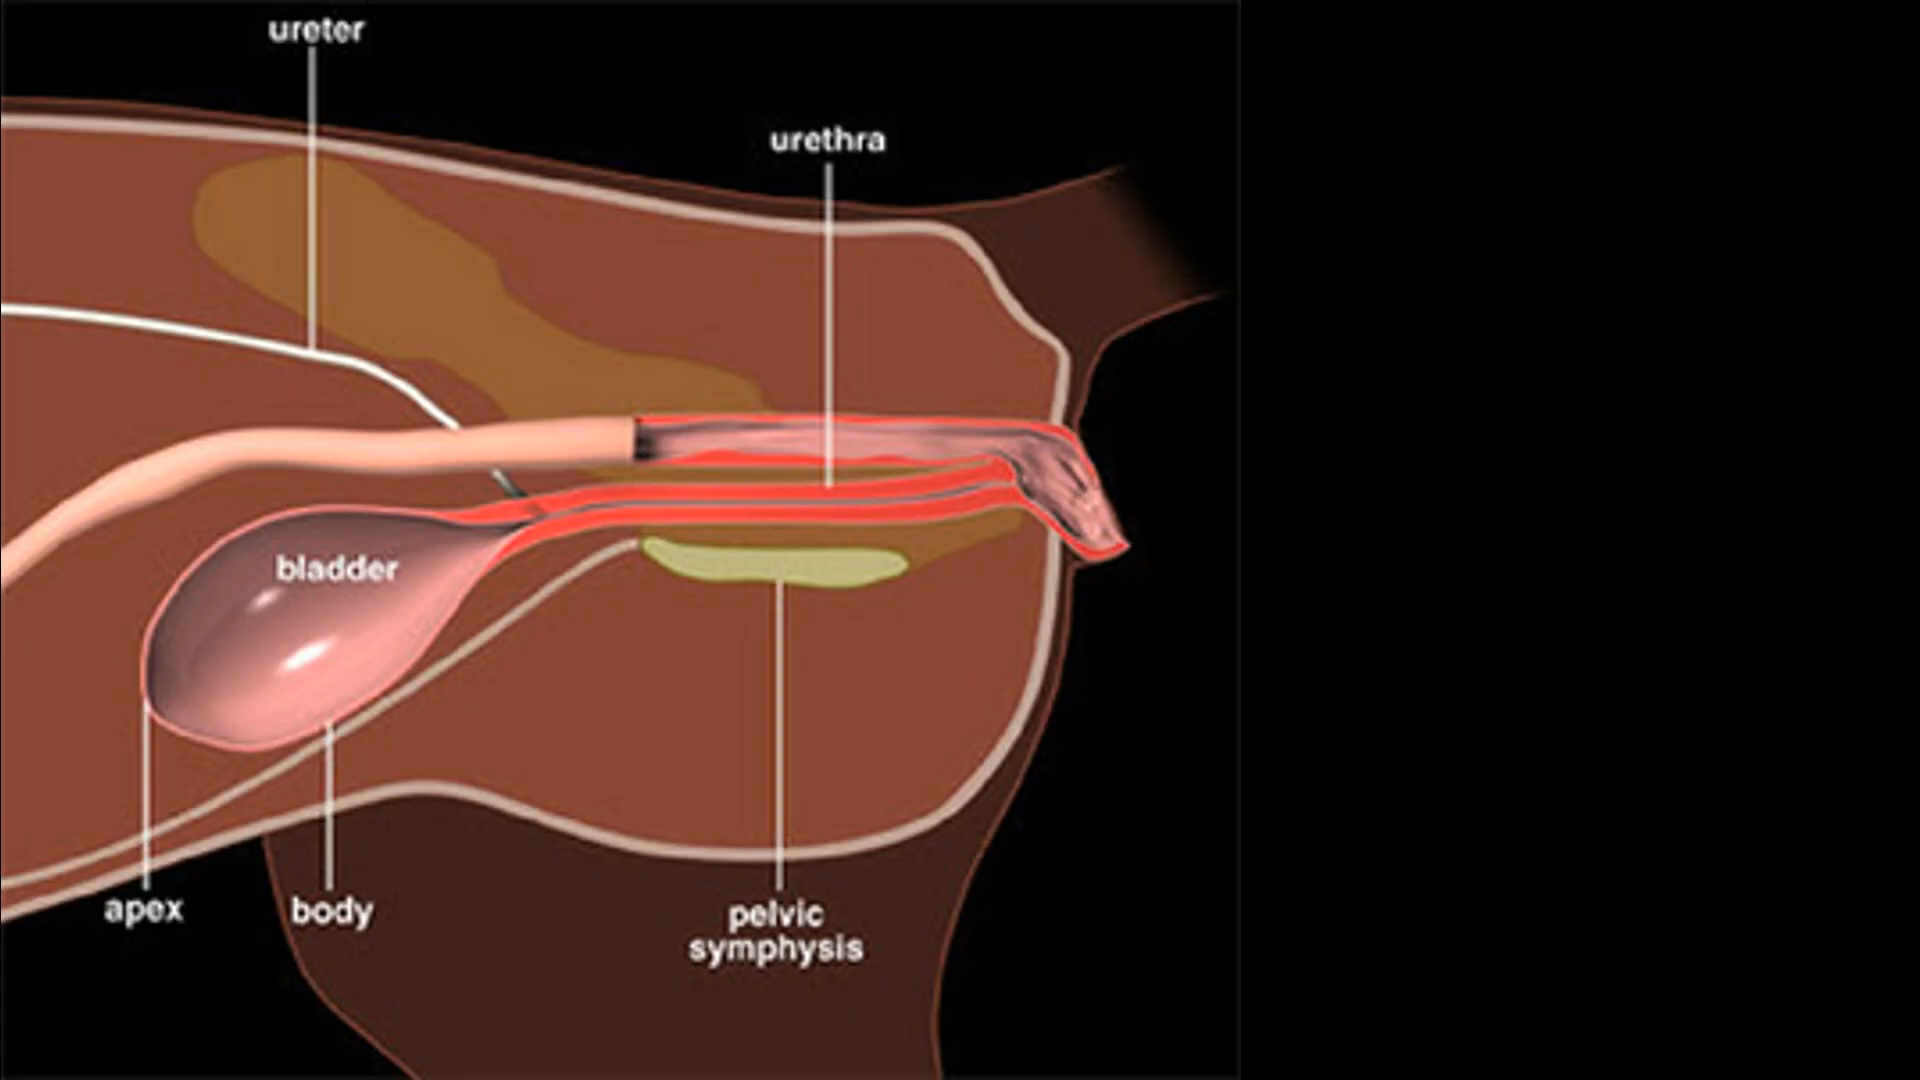 ureter
urethra
bladder
apex
body
pelvic
symphysis